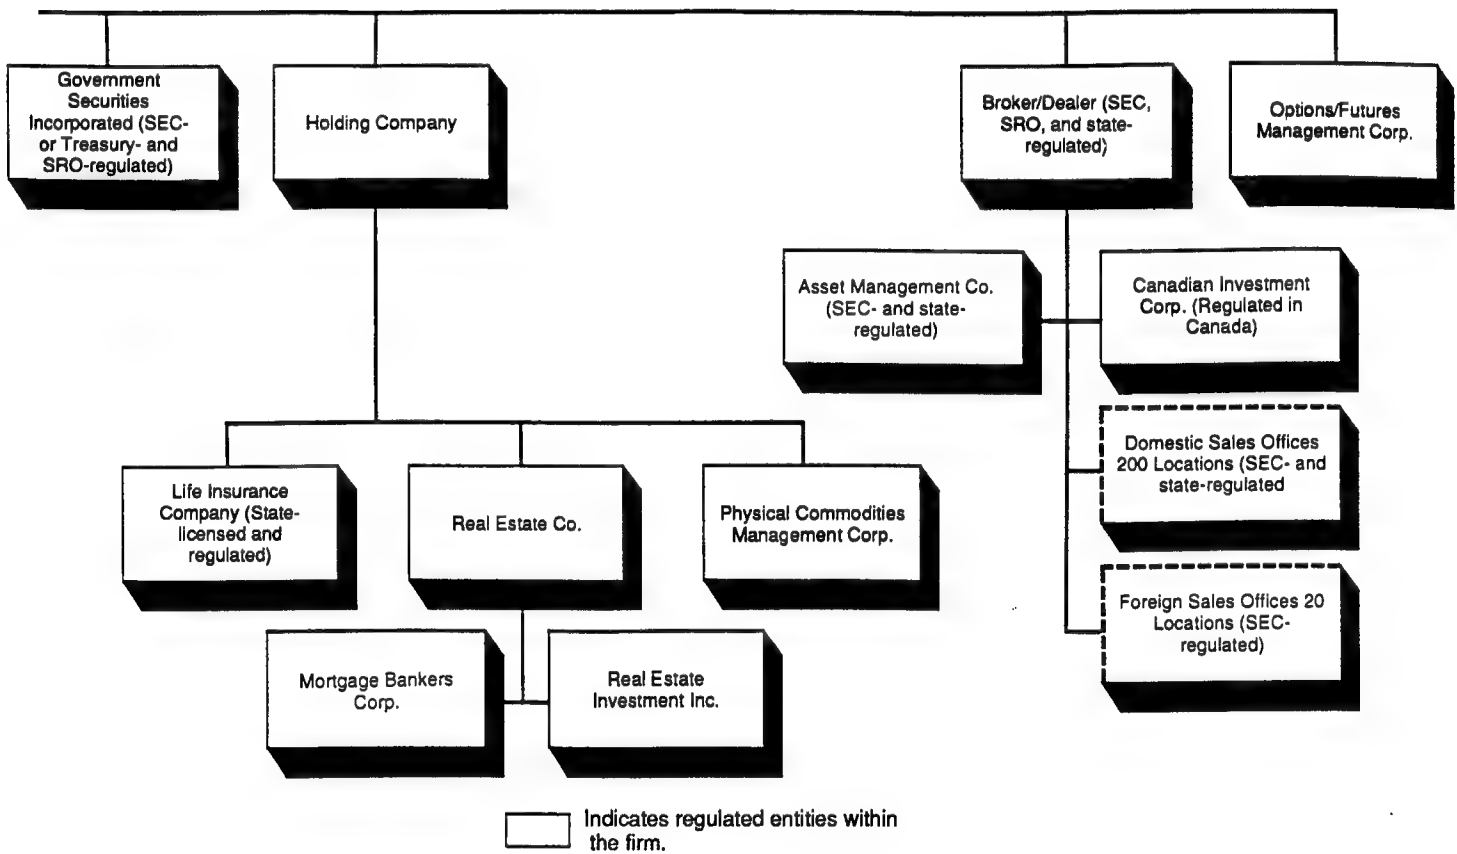 Government
Securities
Incorporated (SEC-
or Treasury- and
SRO-regulated)
Holding Company
Broker/Dealer (SEC,
SRO, and state-
regulated)
Options/Futures
Management Corp.
Asset Management Co.
(SEC- and state-
regulated)
Canadian Investment
Corp. (Regulated in
Canada)
Domestic Sales Offices
200 Locations (SEC- and
state-regulated
Foreign Sales Offices 20
Locations (SEC-
regulated)
Life Insurance
Company (State-
licensed and
regulated)
Real Estate Co.
Physical Commodities
Management Corp.
Mortgage Bankers
Corp.
Real Estate
Investment Inc.
Indicates regulated entities within
the firm.